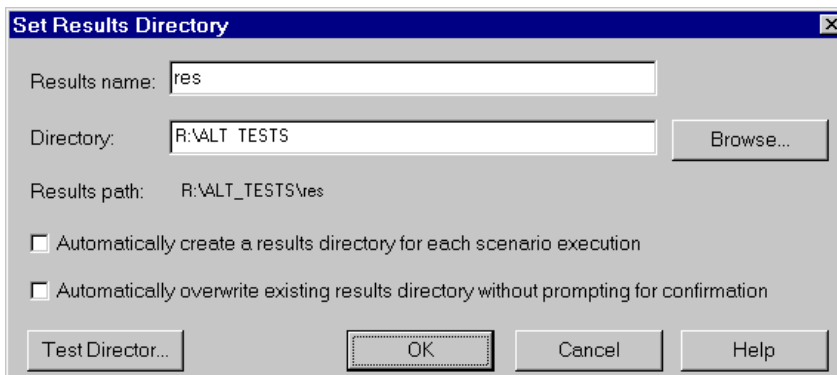 Set Results Directory
Results name: res
Directory: R:\ALT_TESTS Browse...
Results path: R:\ALT_TESTS\res
Automatically create a results directory for each scenario execution
Automatically overwrite existing results directory without prompting for confirmation
Test Director... OK Cancel Help